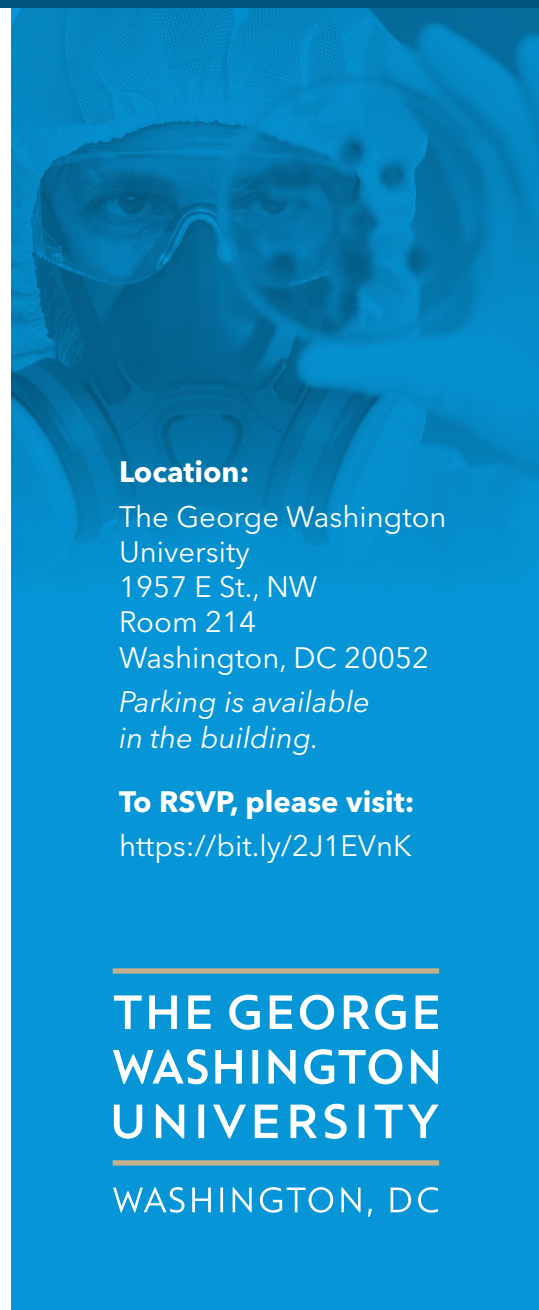 Location:
The George Washington
University
1957 E St., NW
Room 214
Washington, DC 20052
Parking is available
in the building.
To RSVP, please visit:
https://bit.ly/2J1EVnK
THE GEORGE
WASHINGTON
UNIVERSITY
WASHINGTON, DC